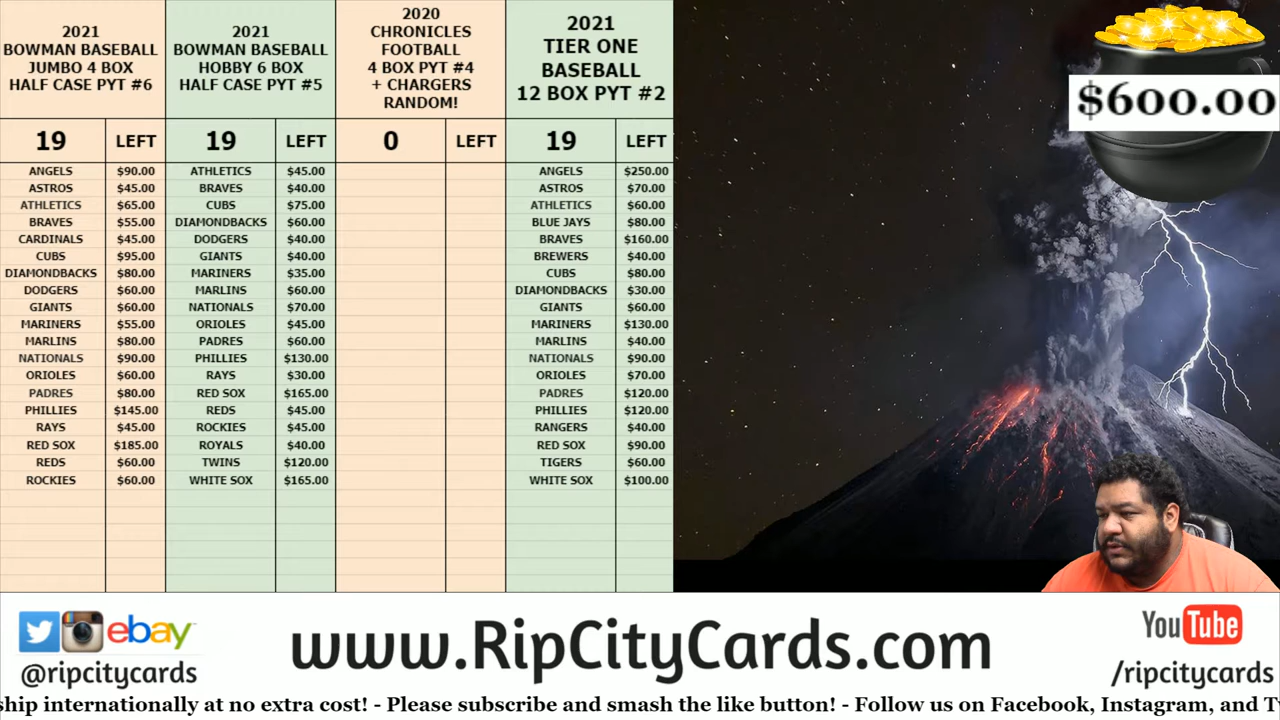 2021
BOWMAN BASEBALL
JUMBO 4 BOX
HALF CASE PYT #6
2021
BOWMAN BASEBALL
HOBBY 6 BOX
HALF CASE PYT #5
2020
CHRONICLES
FOOTBALL
4 BOX PYT #4
+ CHARGERS
RANDOM!
2021
TIER ONE
BASEBALL
12 BOX PYT #2
$600.00
19 LEFT 19 LEFT 0 LEFT 19 LEFT
ANGELS $90.00 ATHLETICS $45.00 ANGELS $250.00
ASTROS $45.00 BRAVES $40.00 ASTROS $70.00
ATHLETICS $65.00 CUBS $75.00 ATHLETICS $60.00
BRAVES $55.00 DIAMONDBACKS $60.00 BLUE JAYS $80.00
CARDINALS $45.00 DODGERS $40.00 BRAVES $160.00
CUBS $95.00 GIANTS $40.00 BREWERS $40.00
DIAMONDBACKS $80.00 MARINERS $35.00 CUBS $80.00
DODGERS $60.00 MARLINS $60.00 DIAMONDBACKS $30.00
GIANTS $60.00 NATIONALS $70.00 GIANTS $60.00
MARINERS $55.00 ORIOLES $45.00 MARINERS $130.00
MARLINS $80.00 PADRES $60.00 MARLINS $40.00
NATIONALS $90.00 PHILLIES $130.00 NATIONALS $90.00
ORIOLES $60.00 RAYS $30.00 ORIOLES $70.00
PADRES $80.00 RED SOX $165.00 PADRES $120.00
PHILLIES $145.00 REDS $45.00 PHILLIES $120.00
RAYS $45.00 ROCKIES $45.00 RANGERS $40.00
RED SOX $185.00 ROYALS $40.00 RED SOX $90.00
REDS $60.00 TWINS $120.00 TIGERS $60.00
ROCKIES $60.00 WHITE SOX $165.00 WHITE SOX $100.00
ebay
@ripcitycards
www.RipCityCards.com
YouTube
/ripcitycards
ship internationally at no extra cost! - Please subscribe and smash the like button! - Follow us on Facebook, Instagram, and T